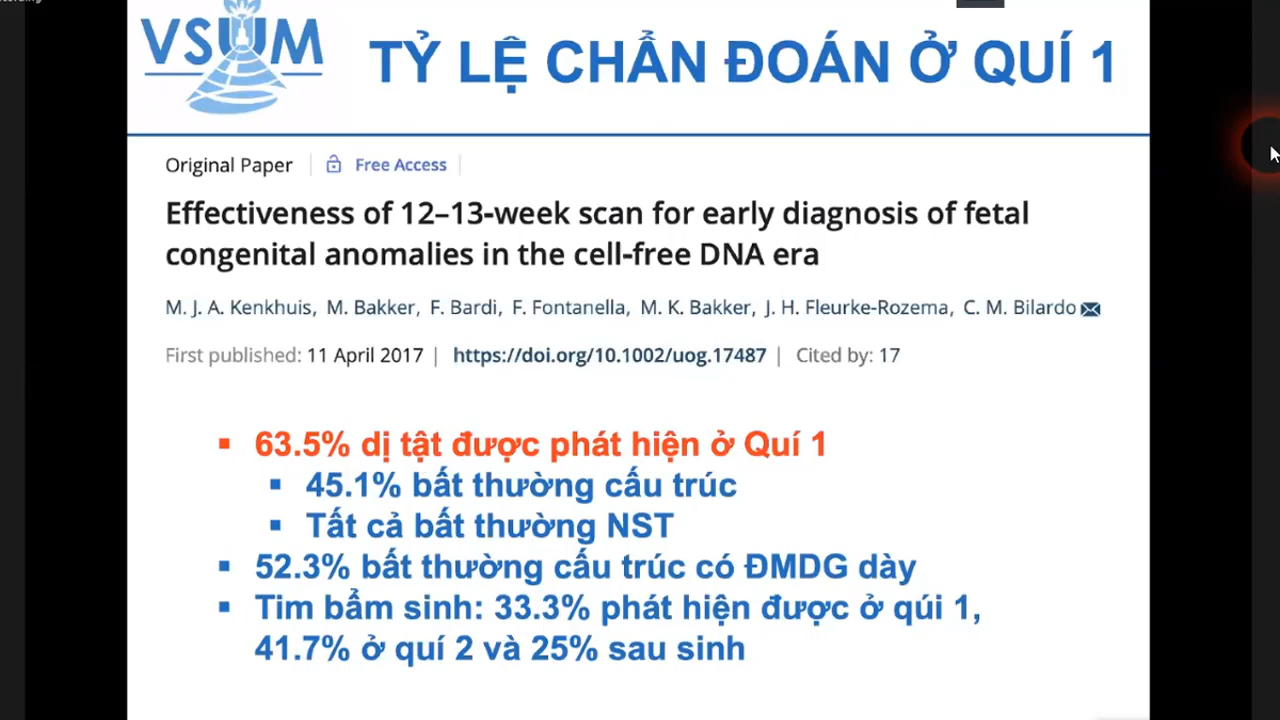 VSUM
TỶ LỆ CHẨN ĐOÁN Ở QUÍ 1
Original Paper | Free Access |
Effectiveness of 12–13-week scan for early diagnosis of fetal
congenital anomalies in the cell-free DNA era
M. J. A. Kenkhuis, M. Bakker, F. Bardi, F. Fontanella, M. K. Bakker, J. H. Fleurke-Rozema, C. M. Bilardo
First published: 11 April 2017 | https://doi.org/10.1002/uog.17487 | Cited by: 17
▪ 63.5% dị tật được phát hiện ở Quí 1
▪ 45.1% bất thường cấu trúc
▪ Tất cả bất thường NST
▪ 52.3% bất thường cấu trúc có ĐMDG dày
▪ Tim bẩm sinh: 33.3% phát hiện được ở qúi 1,
41.7% ở quí 2 và 25% sau sinh